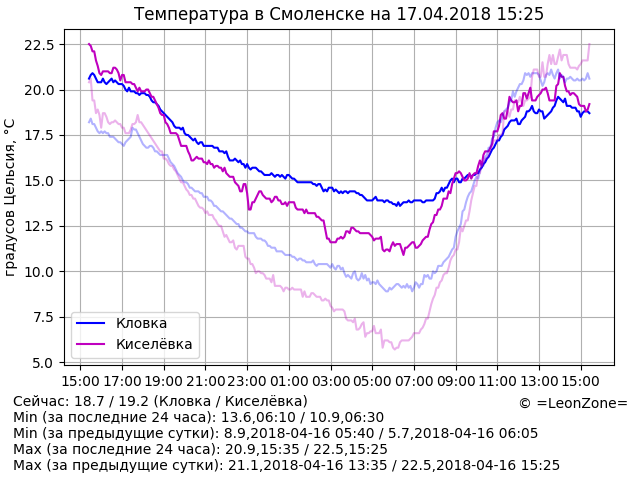 Температура в Смоленске на 17.04.2018 15:25
градусов Цельсия, °C
22.5
20.0
17.5
15.0
12.5
10.0
7.5
5.0
Кловка
Киселёвка
15:00 17:00 19:00 21:00 23:00 01:00 03:00 05:00 07:00 09:00 11:00 13:00 15:00
Сейчас: 18.7 / 19.2 (Кловка / Киселёвка)
© =LeonZone=
Min (за последние 24 часа): 13.6,06:10 / 10.9,06:30
Min (за предыдущие сутки): 8.9,2018-04-16 05:40 / 5.7,2018-04-16 06:05
Max (за последние 24 часа): 20.9,15:35 / 22.5,15:25
Max (за предыдущие сутки): 21.1,2018-04-16 13:35 / 22.5,2018-04-16 15:25